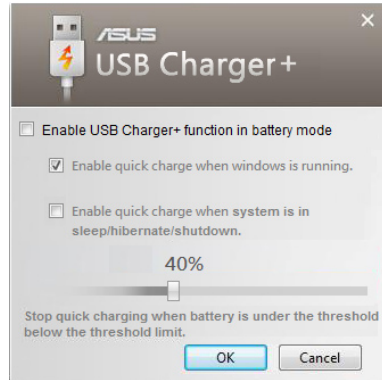 ASUS
USB Charger+
Enable USB Charger+ function in battery mode
Enable quick charge when windows is running.
Enable quick charge when system is in
sleep/hibernate/shutdown.
40%
Stop quick charging when battery is under the threshold
below the threshold limit.
OK Cancel